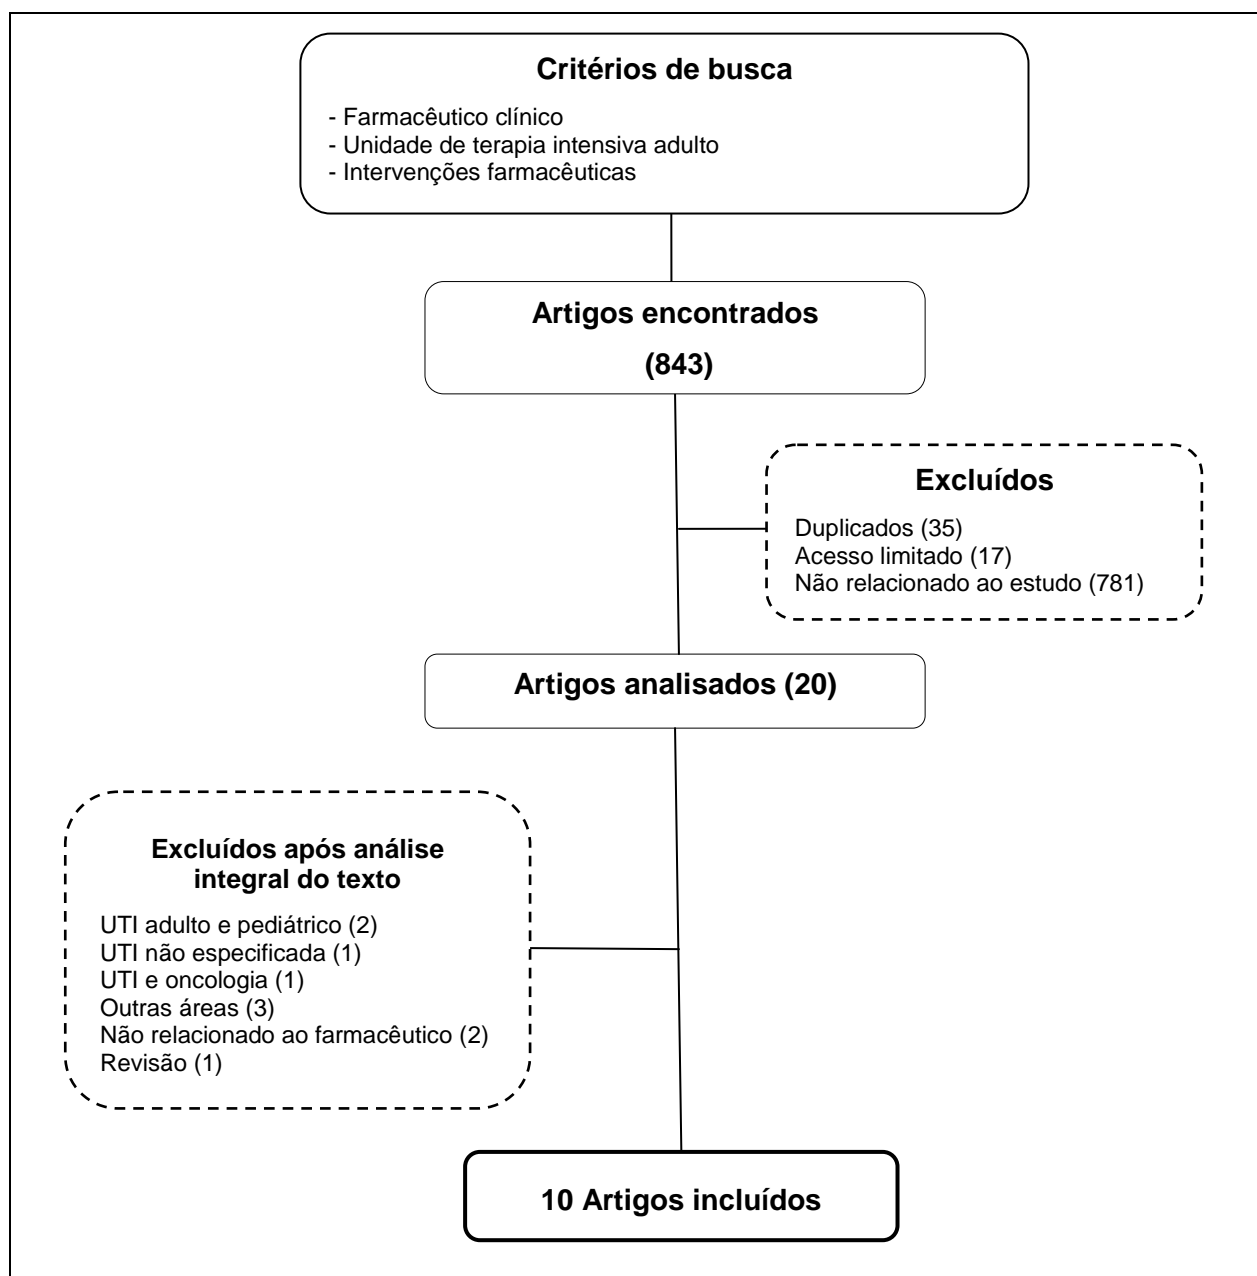 Critérios de busca
- Farmacêutico clínico
- Unidade de terapia intensiva adulto
- Intervenções farmacêuticas
Artigos encontrados
(843)
Excluídos
Duplicados (35)
Acesso limitado (17)
Não relacionado ao estudo (781)
Artigos analisados (20)
Excluídos após análise
integral do texto
UTI adulto e pediátrico (2)
UTI não especificada (1)
UTI e oncologia (1)
Outras áreas (3)
Não relacionado ao farmacêutico (2)
Revisão (1)
10 Artigos incluídos